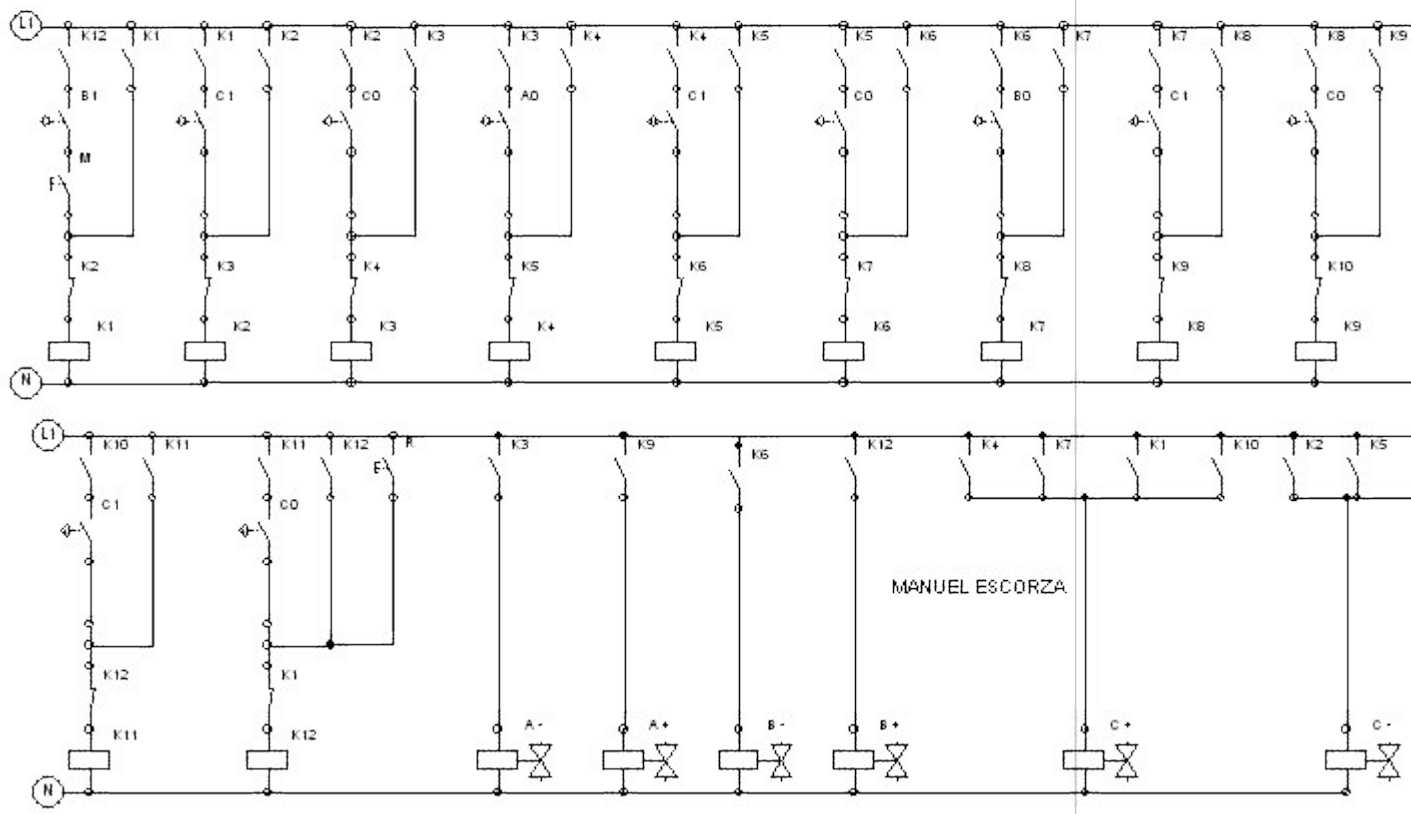 L1
K12 K1 K1 K2 K2 K3 K3 K4 K4 K5 K5 K6 K6 K7 K7 K8 K8 K9
B1 C1 C0 A0 C1 C0 B0 C1 C0
M
K2 K3 K4 K5 K6 K7 K8 K9 K10
K1 K2 K3 K4 K5 K6 K7 K8 K9
N
L1
K10 K11 K11 K12 R K3 K9 K6 K12 K4 K7 K1 K10 K2 K5
C1 C0
MANUEL ESCORZA
K12 K1
K11 K12 A - A + B - B + C + C -
N